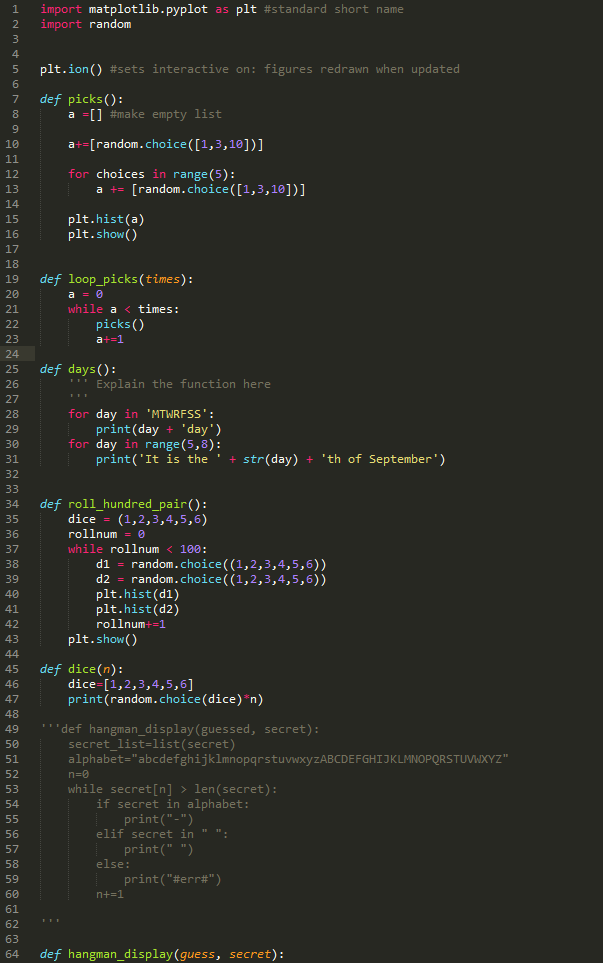 1 import matplotlib.pyplot as plt #standard short name
2 import random
3
4
5 plt.ion() #sets interactive on: figures redrawn when updated
6
7 def picks():
8     a =[] #make empty list
9
10     a+=[random.choice([1,3,10])]
11
12     for choices in range(5):
13         a += [random.choice([1,3,10])]
14
15     plt.hist(a)
16     plt.show()
17
18
19 def loop_picks(times):
20     a = 0
21     while a < times:
22         picks()
23         a+=1
24
25 def days():
26     ''' Explain the function here
27     '''
28     for day in 'MTWRFSS':
29         print(day + 'day')
30     for day in range(5,8):
31         print('It is the ' + str(day) + 'th of September')
32
33
34 def roll_hundred_pair():
35     dice = (1,2,3,4,5,6)
36     rollnum = 0
37     while rollnum < 100:
38         d1 = random.choice((1,2,3,4,5,6))
39         d2 = random.choice((1,2,3,4,5,6))
40         plt.hist(d1)
41         plt.hist(d2)
42         rollnum+=1
43     plt.show()
44
45 def dice(n):
46     dice=[1,2,3,4,5,6]
47     print(random.choice(dice)*n)
48
49 '''def hangman_display(guessed, secret):
50     secret_list=list(secret)
51     alphabet="abcdefghijklmnopqrstuvwxyzABCDEFGHIJKLMNOPQRSTUVWXYZ"
52     n=0
53     while secret[n] > len(secret):
54         if secret in alphabet:
55             print("-")
56         elif secret in " ":
57             print(" ")
58         else:
59             print("#err#")
60         n+=1
61
62 '''
63
64 def hangman_display(guess, secret):